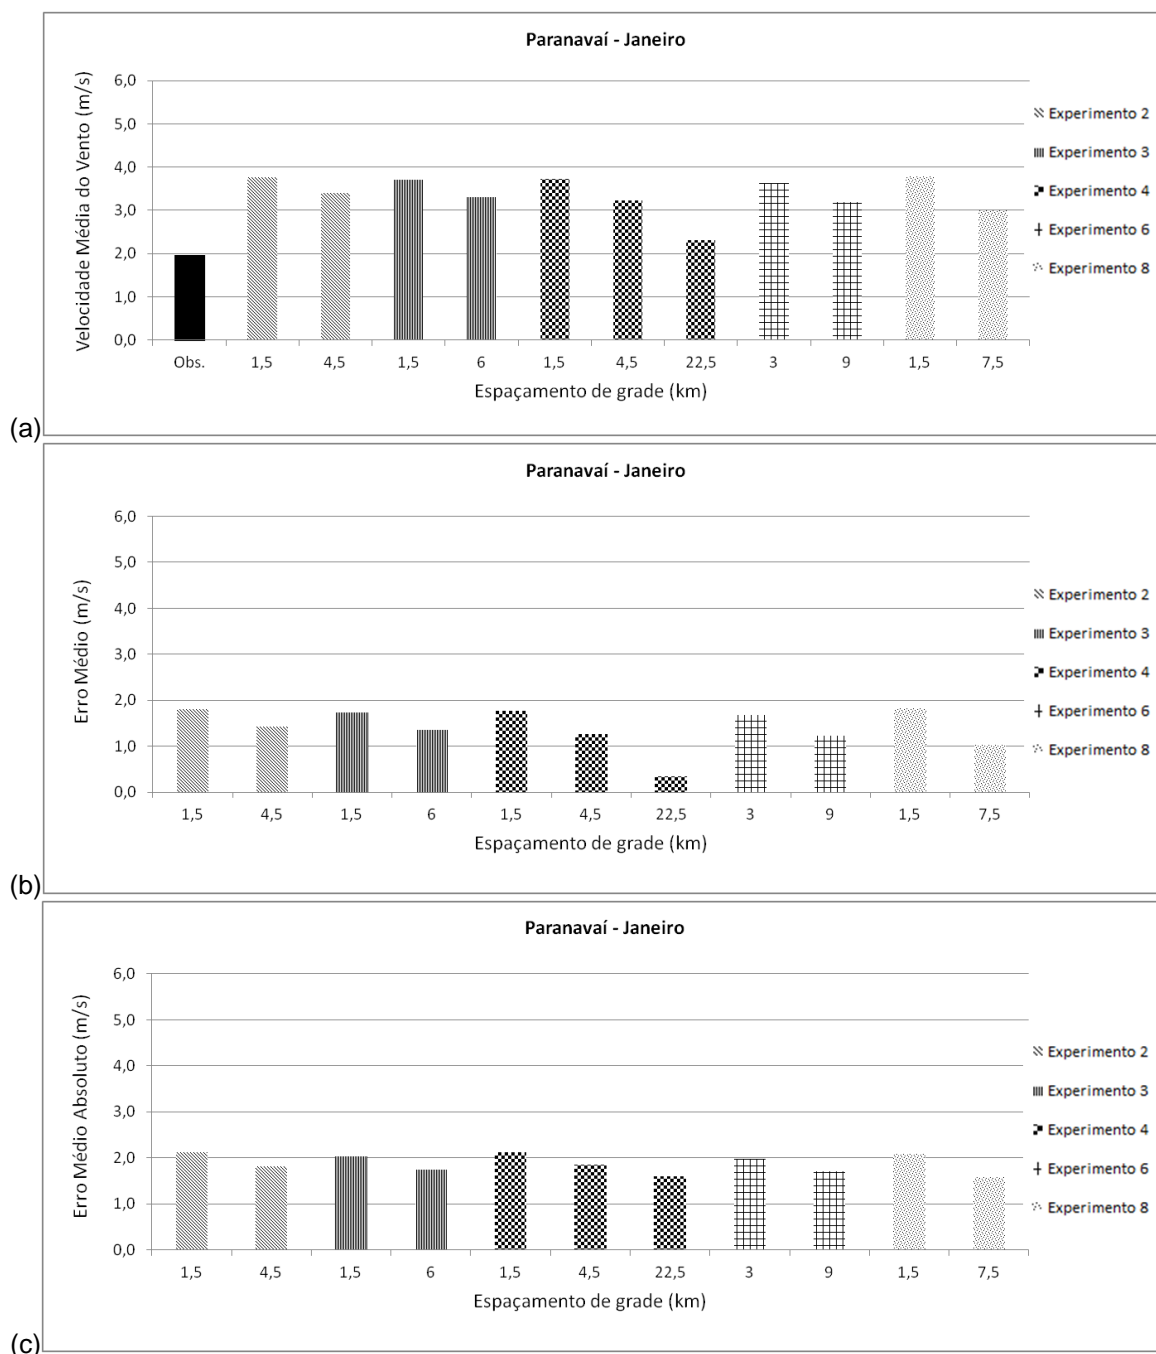 Paranavaí - Janeiro
Velocidade Média do Vento (m/s)
6,0
5,0
4,0
3,0
2,0
1,0
0,0
Obs. 1,5 4,5 1,5 6 1,5 4,5 22,5 3 9 1,5 7,5
Espaçamento de grade (km)
Experimento 2
Experimento 3
Experimento 4
Experimento 6
Experimento 8
(a)
Paranavaí - Janeiro
Erro Médio (m/s)
6,0
5,0
4,0
3,0
2,0
1,0
0,0
1,5 4,5 1,5 6 1,5 4,5 22,5 3 9 1,5 7,5
Espaçamento de grade (km)
Experimento 2
Experimento 3
Experimento 4
Experimento 6
Experimento 8
(b)
Paranavaí - Janeiro
Erro Médio Absoluto (m/s)
6,0
5,0
4,0
3,0
2,0
1,0
0,0
1,5 4,5 1,5 6 1,5 4,5 22,5 3 9 1,5 7,5
Espaçamento de grade (km)
Experimento 2
Experimento 3
Experimento 4
Experimento 6
Experimento 8
(c)